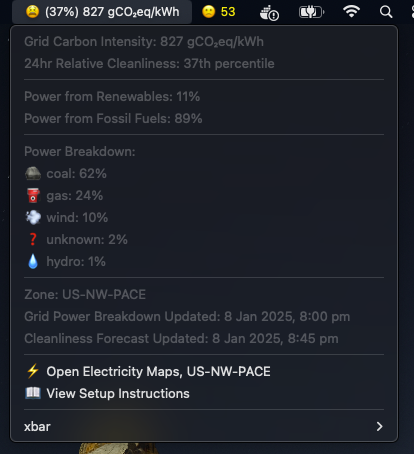 (37%) 827 gCO₂eq/kWh 53
Grid Carbon Intensity: 827 gCO₂eq/kWh
24hr Relative Cleanliness: 37th percentile
Power from Renewables: 11%
Power from Fossil Fuels: 89%
Power Breakdown:
coal: 62%
gas: 24%
wind: 10%
❓ unknown: 2%
hydro: 1%
Zone: US-NW-PACE
Grid Power Breakdown Updated: 8 Jan 2025, 8:00 pm
Cleanliness Forecast Updated: 8 Jan 2025, 8:45 pm
Open Electricity Maps, US-NW-PACE
View Setup Instructions
xbar